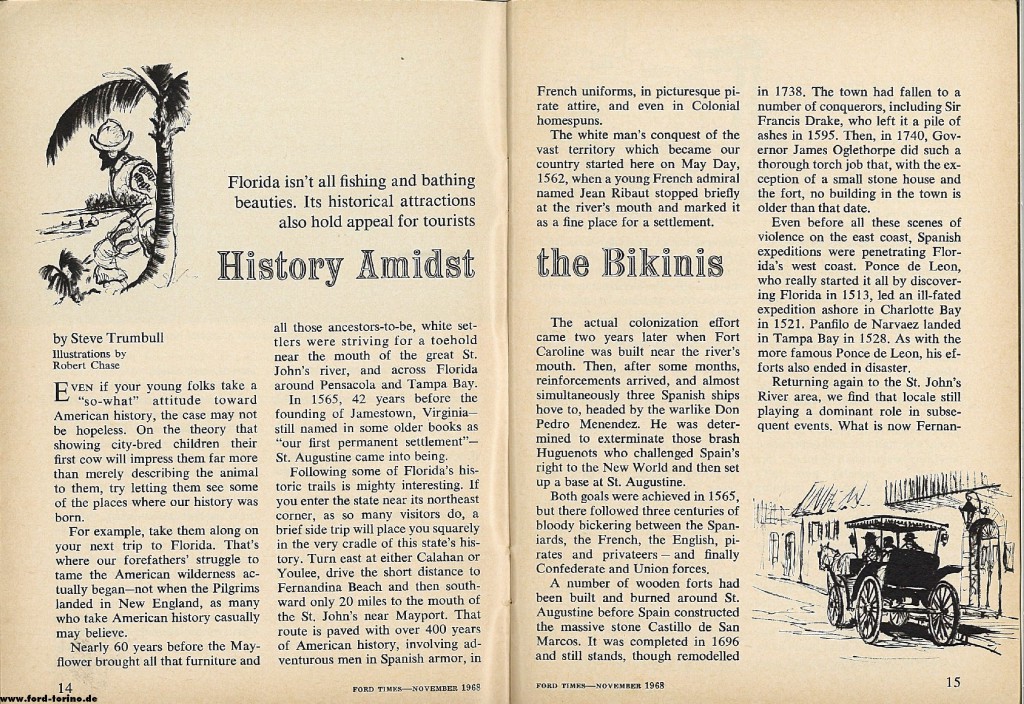 Florida isn't all fishing and bathing
beauties. Its historical attractions
also hold appeal for tourists
History Amidst
the Bikinis
by Steve Trumbull
Illustrations by
Robert Chase
EVEN if your young folks take a
"so-what" attitude toward
American history, the case may not
be hopeless. On the theory that
showing city-bred children their
first cow will impress them far more
than merely describing the animal
to them, try letting them see some
of the places where our history was
born.
For example, take them along on
your next trip to Florida. That's
where our forefathers' struggle to
tame the American wilderness ac-
tually began—not when the Pilgrims
landed in New England, as many
who take American history casually
may believe.
Nearly 60 years before the May-
flower brought all that furniture and
all those ancestors-to-be, white set-
tlers were striving for a toehold
near the mouth of the great St.
John's river, and across Florida
around Pensacola and Tampa Bay.
In 1565, 42 years before the
founding of Jamestown, Virginia—
still named in some older books as
"our first permanent settlement"—
St. Augustine came into being.
Following some of Florida's his-
toric trails is mighty interesting. If
you enter the state near its northeast
corner, as so many visitors do, a
brief side trip will place you squarely
in the very cradle of this state's his-
tory. Turn east at either Calahan or
Youlee, drive the short distance to
Fernandina Beach and then south-
ward only 20 miles to the mouth of
the St. John's near Mayport. That
route is paved with over 400 years
of American history, involving ad-
venturous men in Spanish armor, in
14
FORD TIMES—NOVEMBER 1968
French uniforms, in picturesque pi-
rate attire, and even in Colonial
homespuns.
The white man's conquest of the
vast territory which became our
country started here on May Day,
1562, when a young French admiral
named Jean Ribaut stopped briefly
at the river's mouth and marked it
as a fine place for a settlement.
The actual colonization effort
came two years later when Fort
Caroline was built near the river's
mouth. Then, after some months,
reinforcements arrived, and almost
simultaneously three Spanish ships
hove to, headed by the warlike Don
Pedro Menendez. He was deter-
mined to exterminate those brash
Huguenots who challenged Spain's
right to the New World and then set
up a base at St. Augustine.
Both goals were achieved in 1565,
but there followed three centuries of
bloody bickering between the Span-
iards, the French, the English, pi-
rates and privateers — and finally
Confederate and Union forces.
A number of wooden forts had
been built and burned around St.
Augustine before Spain constructed
the massive stone Castillo de San
Marcos. It was completed in 1696
and still stands, though remodelled
in 1738. The town had fallen to a
number of conquerors, including Sir
Francis Drake, who left it a pile of
ashes in 1595. Then, in 1740, Gov-
ernor James Oglethorpe did such a
thorough torch job that, with the ex-
ception of a small stone house and
the fort, no building in the town is
older than that date.
Even before all these scenes of
violence on the east coast, Spanish
expeditions were penetrating Flor-
ida's west coast. Ponce de Leon,
who really started it all by discover-
ing Florida in 1513, led an ill-fated
expedition ashore in Charlotte Bay
in 1521. Panfilo de Narvaez landed
in Tampa Bay in 1528. As with the
more famous Ponce de Leon, his ef-
forts also ended in disaster.
Returning again to the St. John's
River area, we find that locale still
playing a dominant role in subse-
quent events. What is now Fernan-
FORD TIMES—NOVEMBER 1968
15
www.ford-torino.de